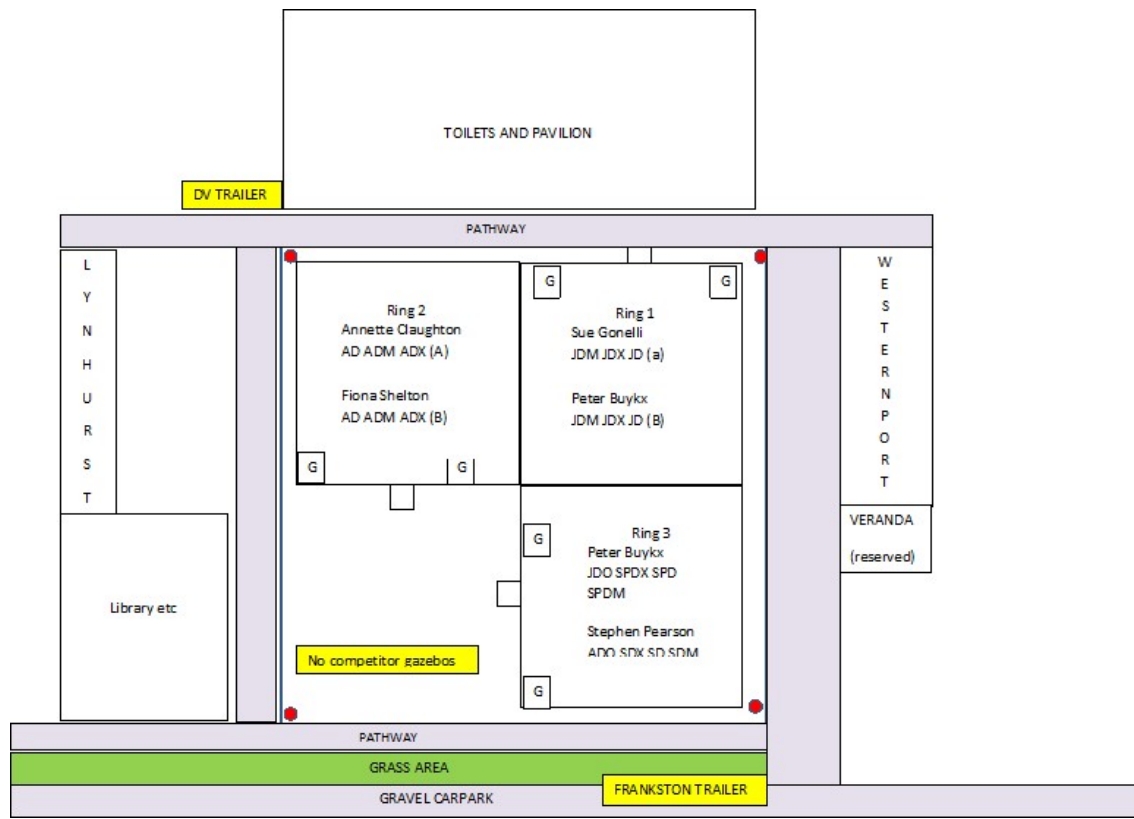 TOILETS AND PAVILION
DV TRAILER
PATHWAY
LYNHURST
Ring 2
Annette Claughton
AD ADM ADX (A)
Fiona Shelton
AD ADM ADX (B)
G
G
G
G
Ring 1
Sue Gonelli
JDM JDX JD (a)
Peter Buykx
JDM JDX JD (B)
WESTERNPORT
VERANDA
(reserved)
G
Ring 3
Peter Buykx
JDO SPDX SPD
SPDM
Stephen Pearson
ADO SDX SD SDM
G
Library etc
No competitor gazebos
PATHWAY
GRASS AREA
FRANKSTON TRAILER
GRAVEL CARPARK